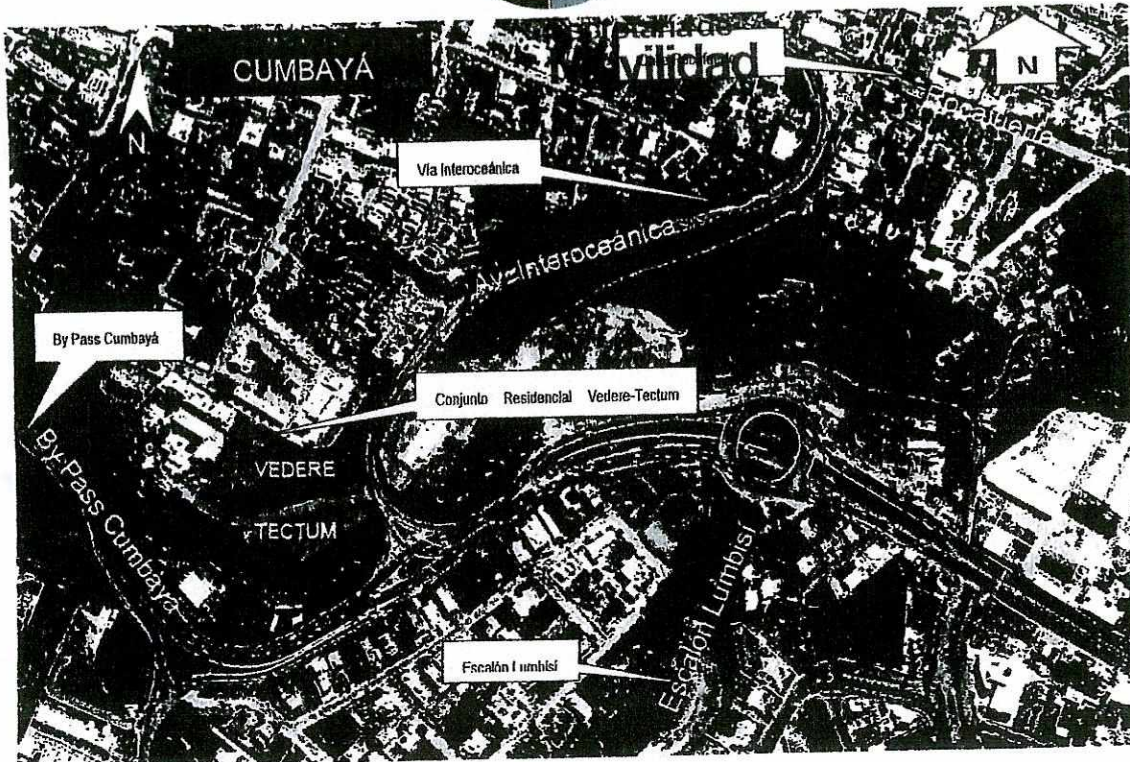 CUMBAYÁ
Movilidad
N
N
Vía Interoceánica
Av. Interoceánica
By Pass Cumbayá
Conjunto Residencial Vedere-Tectum
VEDERE
By Pass Cumbaya
TECTUM
Escalón Lumbisí
Escalón Lumbisí